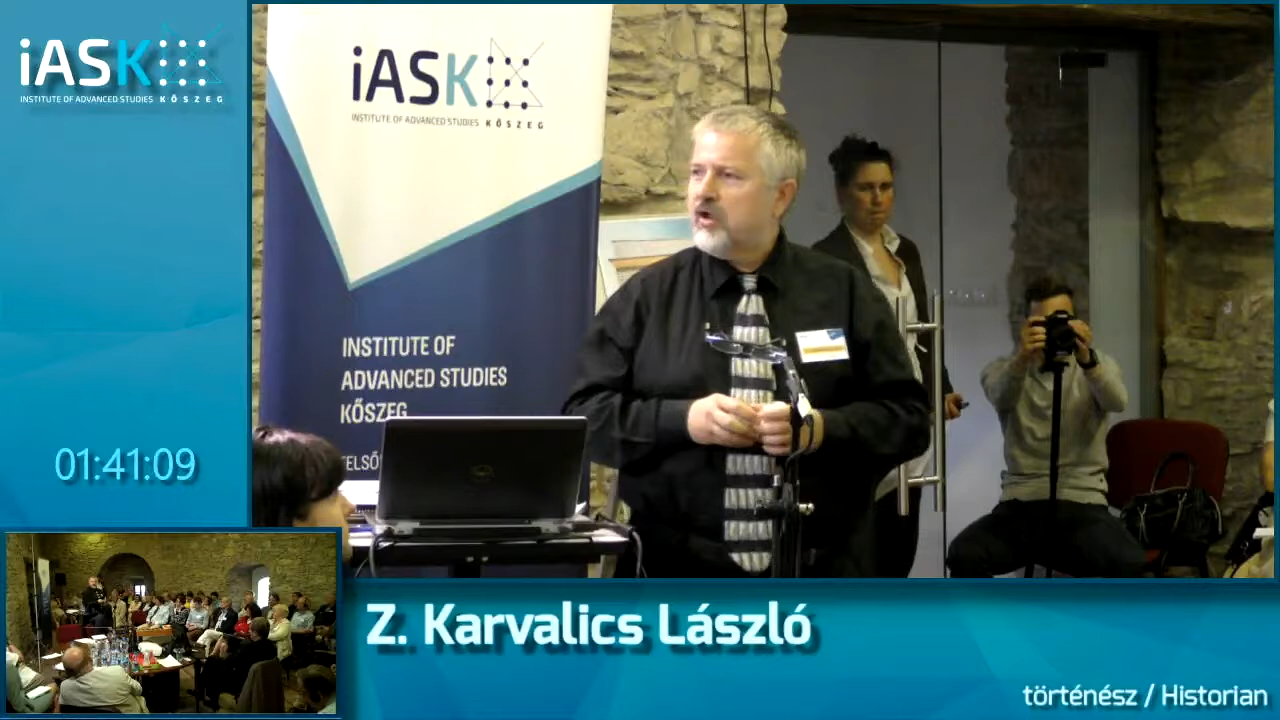 iASK
INSTITUTE OF ADVANCED STUDIES KŐSZEG
iASK
INSTITUTE OF ADVANCED STUDIES KŐSZEG
INSTITUTE OF
ADVANCED STUDIES
KŐSZEG
FELSŐ
01:41:09
Z. Karvalics László
történész / Historian